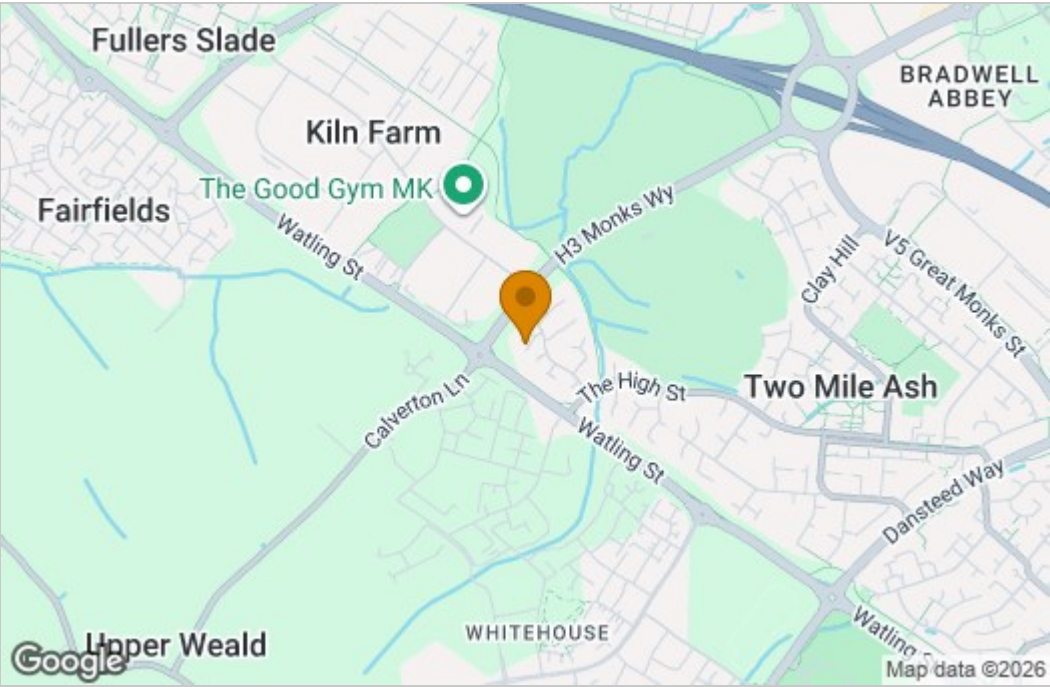 Fullers Slade
BRADWELL
ABBEY
Kiln Farm
The Good Gym MK
Fairfields
Watling St
H3 Monks Wy
Clay Hill
V5 Great Monks St
Calverton Ln
The High St
Two Mile Ash
Watling St
Dansteed Way
WHITEHOUSE
Watling
Upper Weald
Google
Map data ©2026